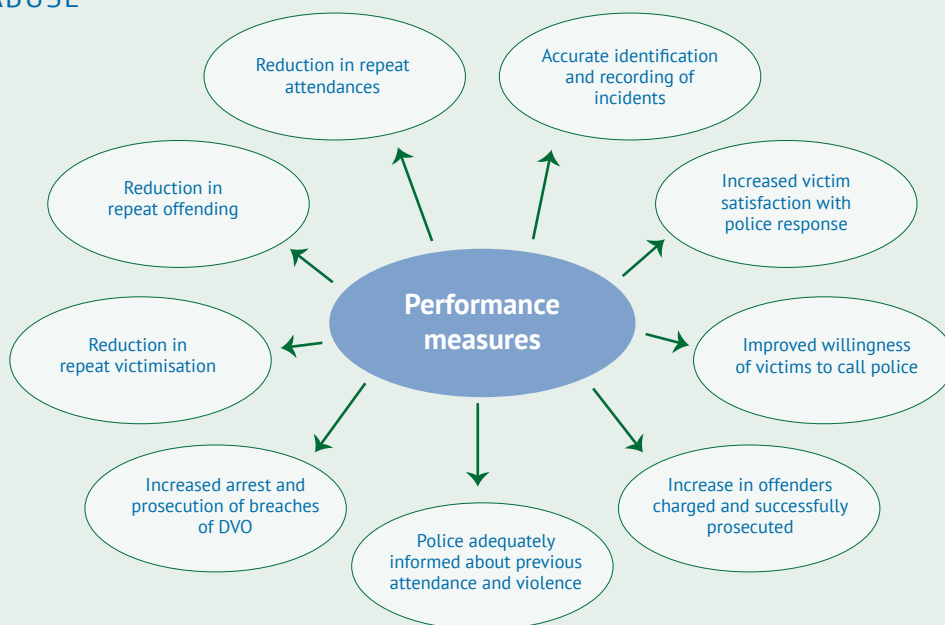 ABUSE
Reduction in repeat
attendances
Accurate identification
and recording of
incidents
Reduction in
repeat offending
Increased victim
satisfaction with
police response
Performance
measures
Reduction in
repeat victimisation
Improved willingness
of victims to call police
Increased arrest and
prosecution of breaches
of DVO
Increase in offenders
charged and successfully
prosecuted
Police adequately
informed about previous
attendance and violence